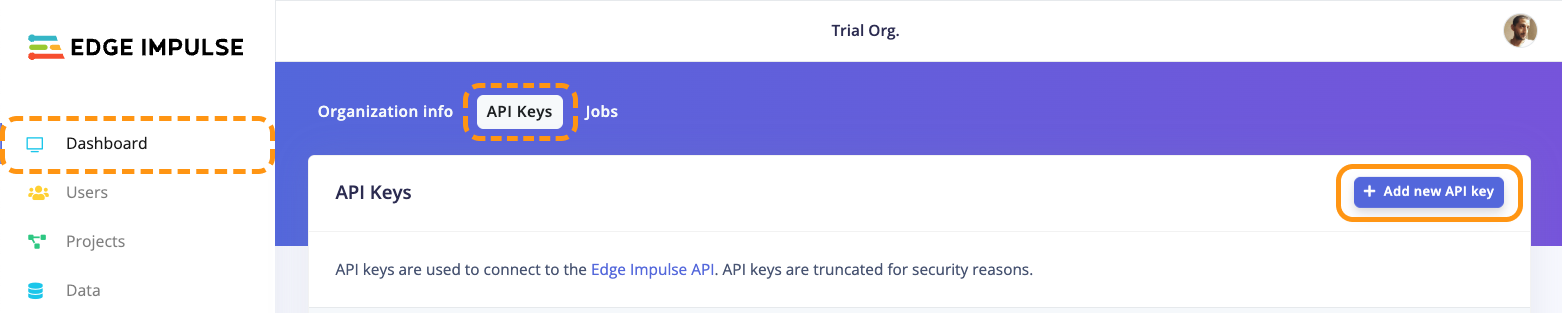 EDGE IMPULSE
Trial Org.
Organization info
API Keys
Jobs
Dashboard
Users
Projects
Data
API Keys
+ Add new API key
API keys are used to connect to the Edge Impulse API. API keys are truncated for security reasons.